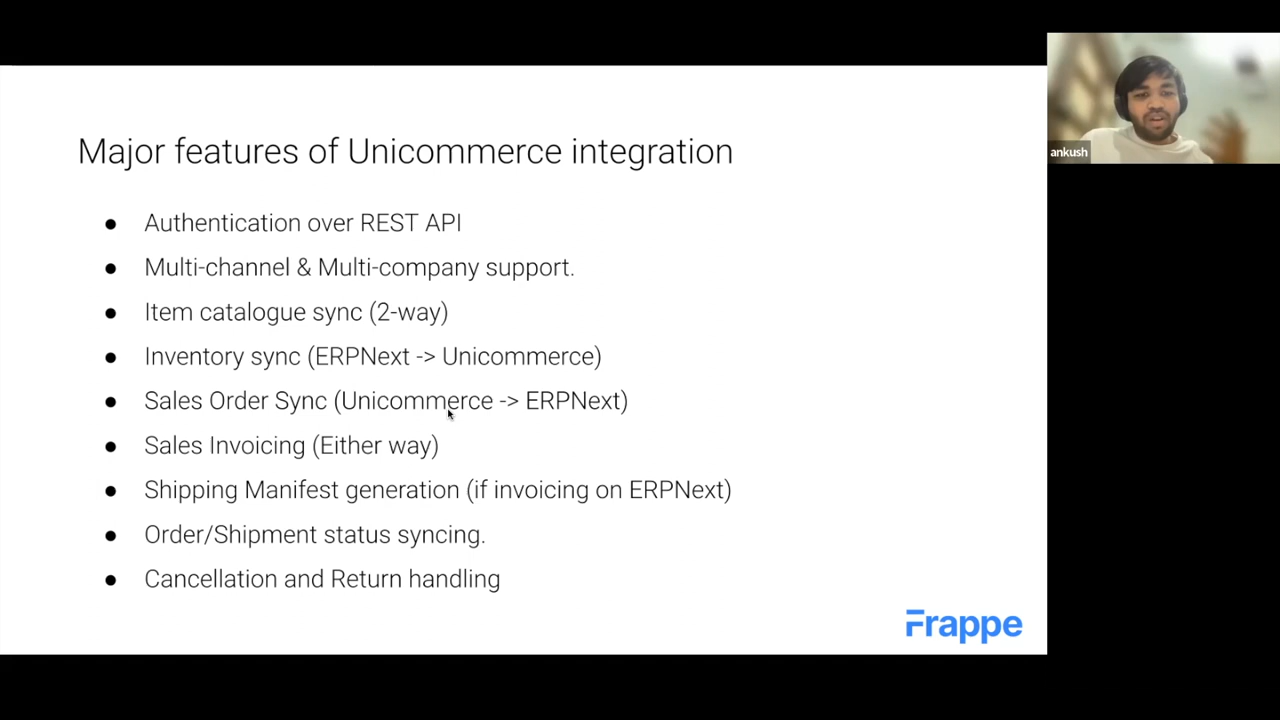 Major features of Unicommerce integration
● Authentication over REST API
● Multi-channel & Multi-company support.
● Item catalogue sync (2-way)
● Inventory sync (ERPNext -> Unicommerce)
● Sales Order Sync (Unicommerce -> ERPNext)
● Sales Invoicing (Either way)
● Shipping Manifest generation (if invoicing on ERPNext)
● Order/Shipment status syncing.
● Cancellation and Return handling
Frappe
ankush